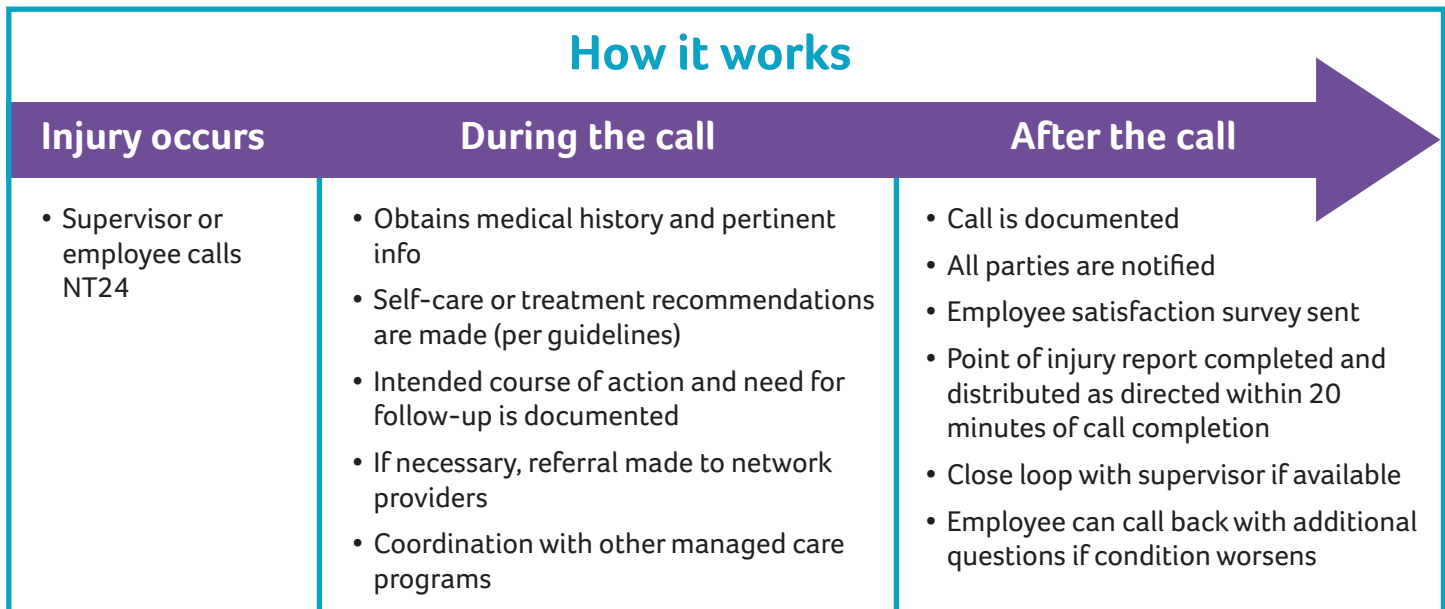 How it works
Injury occurs
During the call
After the call
• Supervisor or
employee calls
NT24
• Obtains medical history and pertinent
info
• Self-care or treatment recommendations
are made (per guidelines)
• Intended course of action and need for
follow-up is documented
• If necessary, referral made to network
providers
• Coordination with other managed care
programs
• Call is documented
• All parties are notified
• Employee satisfaction survey sent
• Point of injury report completed and
distributed as directed within 20
minutes of call completion
• Close loop with supervisor if available
• Employee can call back with additional
questions if condition worsens